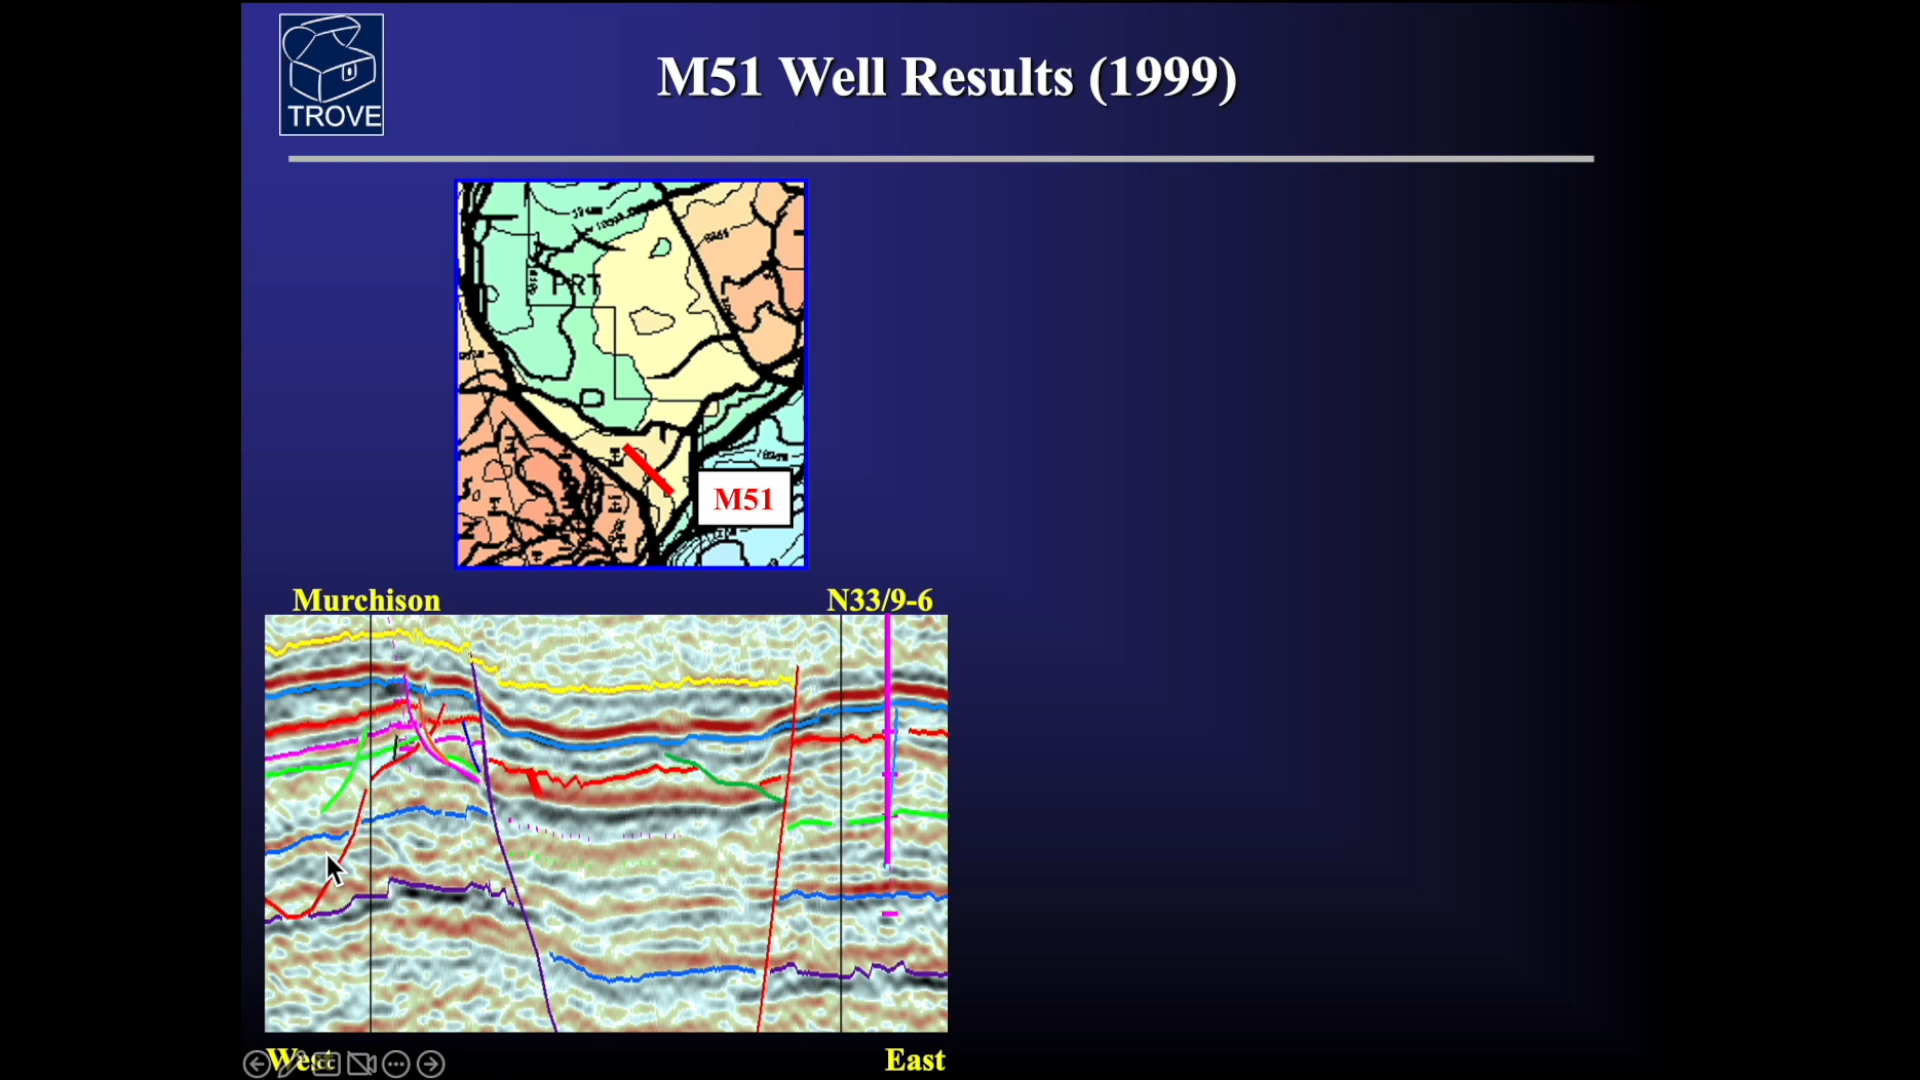 TROVE
M51 Well Results (1999)
PRT
M51
Murchison
N33/9-6
West
East